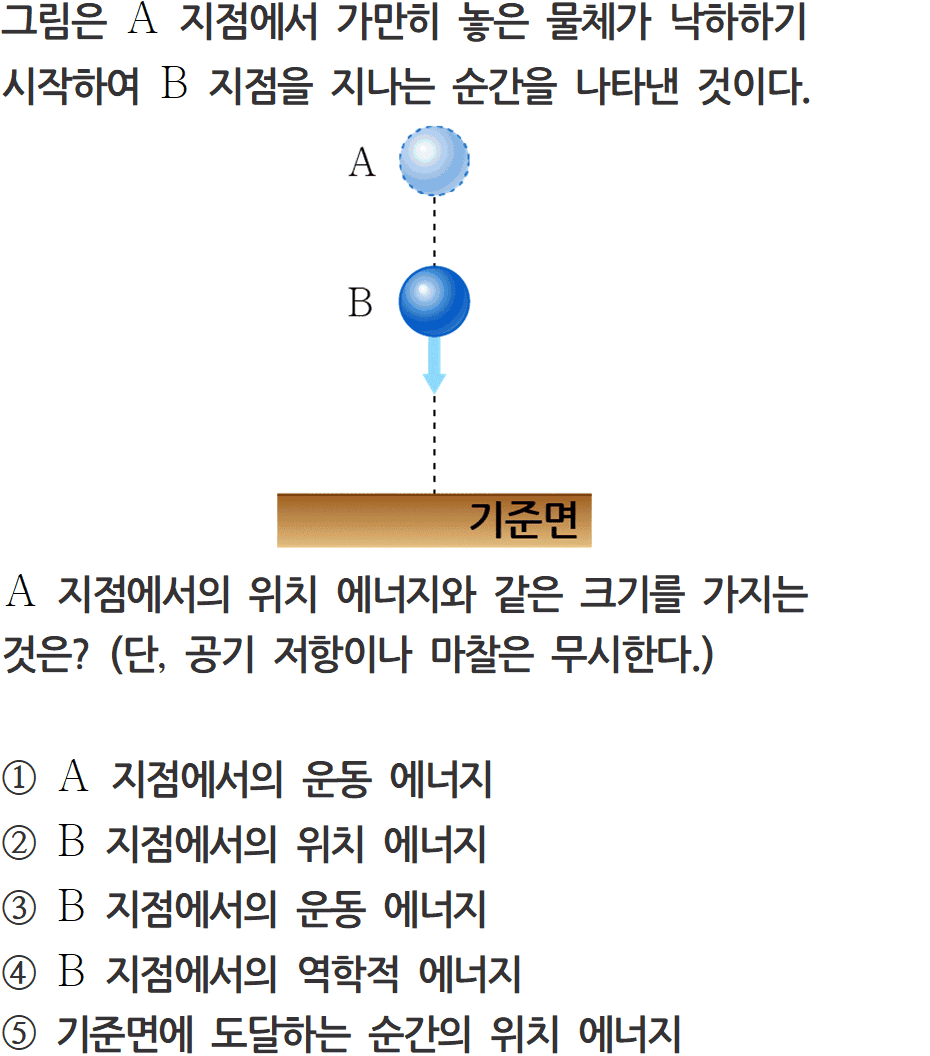 그림은 A 지점에서 가만히 놓은 물체가 낙하하기
시작하여 B 지점을 지나는 순간을 나타낸 것이다.
A
B
기준면
A 지점에서의 위치 에너지와 같은 크기를 가지는
것은? (단, 공기 저항이나 마찰은 무시한다.)
① A 지점에서의 운동 에너지
② B 지점에서의 위치 에너지
③ B 지점에서의 운동 에너지
④ B 지점에서의 역학적 에너지
⑤ 기준면에 도달하는 순간의 위치 에너지